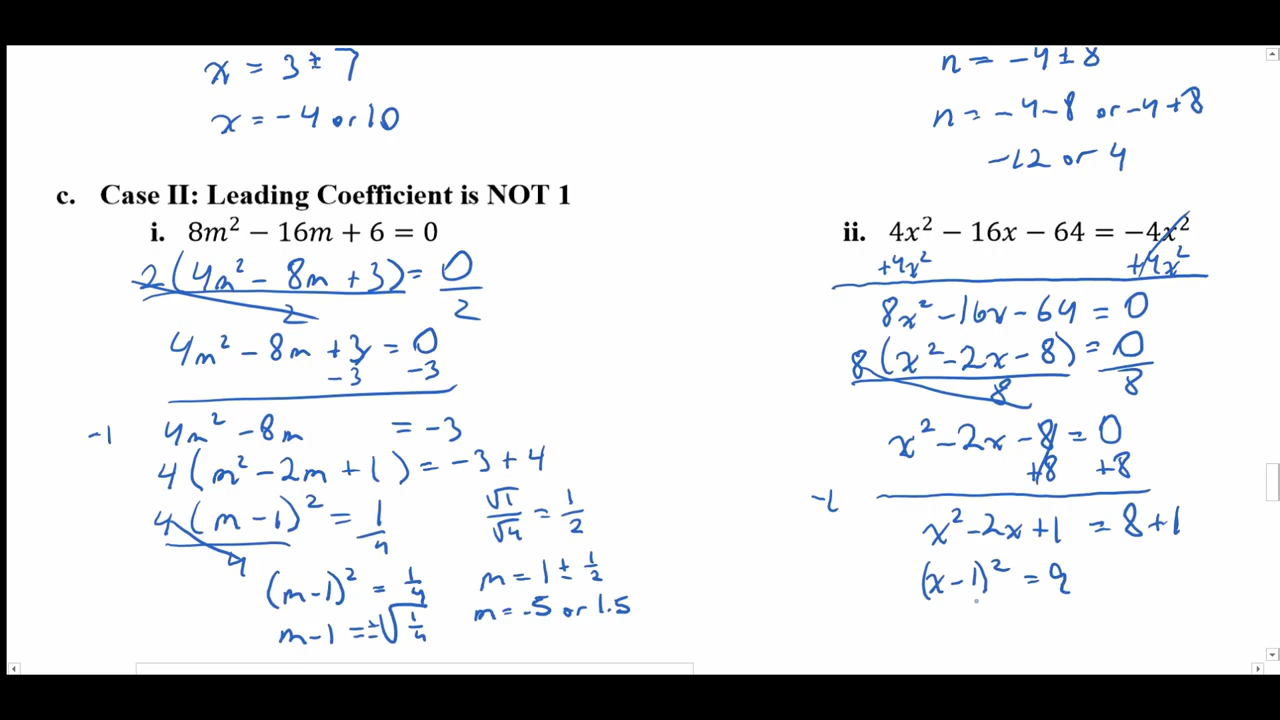 x = 3 ± 7
x = -4 or 10
n = -4 ± 8
n = -4-8 or -4+8
-12 or 4
c. Case II: Leading Coefficient is NOT 1
i. 8m² − 16m + 6 = 0
2(4m² - 8m + 3) = 0
2 2
4m² - 8m + 3 = 0
-3 -3
-1 4m² - 8m = -3
4(m² - 2m + 1) = -3 + 4
4(m - 1)² = 1
4 4
(m - 1)² = 1/4
m - 1 = ±√1/4
√1/√4 = 1/2
m = 1 ± 1/2
m = .5 or 1.5
ii. 4x² − 16x − 64 = −4x²
+4x² +4x²
8x² - 16x - 64 = 0
8(x² - 2x - 8) = 0
8 8
x² - 2x - 8 = 0
+8 +8
-1
x² - 2x + 1 = 8 + 1
(x - 1)² = 9